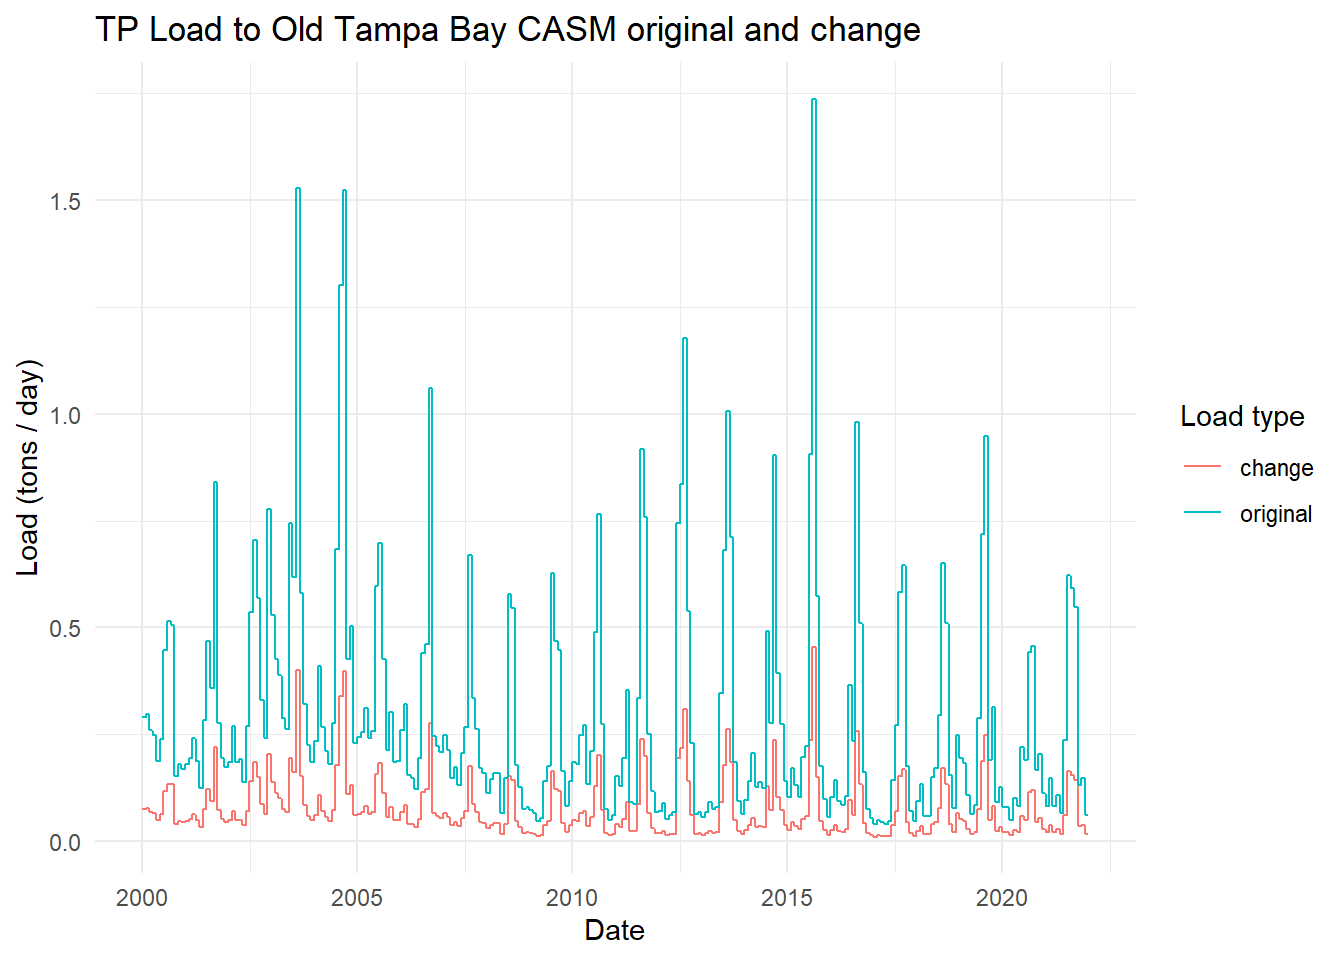 TP Load to Old Tampa Bay CASM original and change
Load (tons / day)
1.5
1.0
0.5
0.0
2000 2005 2010 2015 2020
Date
Load type
change
original